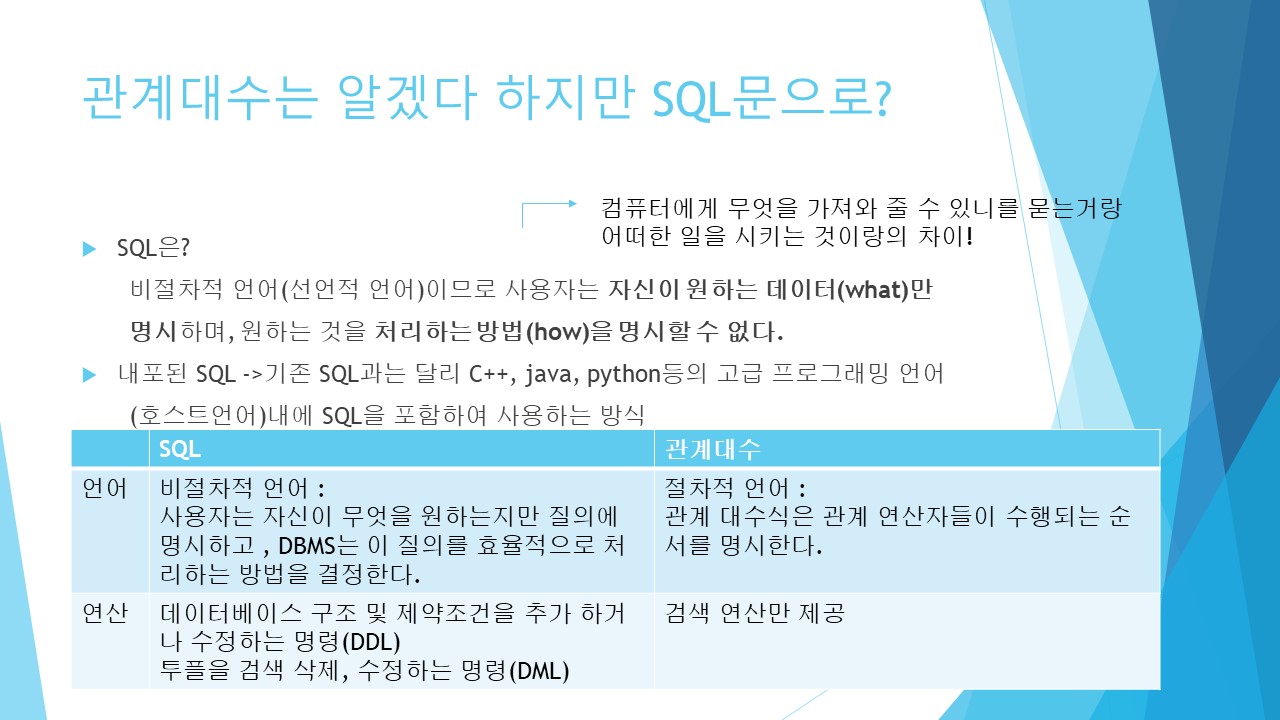 관계대수는 알겠다 하지만 SQL문으로?
컴퓨터에게 무엇을 가져와 줄 수 있니를 묻는거랑
어떠한 일을 시키는 것이랑의 차이!
SQL은?
비절차적 언어(선언적 언어)이므로 사용자는 자신이 원하는 데이터(what)만
명시하며, 원하는 것을 처리하는 방법(how)을 명시할 수 없다.
내포된 SQL ->기존 SQL과는 달리 C++, java, python등의 고급 프로그래밍 언어
(호스트언어)내에 SQL을 포함하여 사용하는 방식
SQL
관계대수
언어
비절차적 언어 :
사용자는 자신이 무엇을 원하는지만 질의에
명시하고 , DBMS는 이 질의를 효율적으로 처
리하는 방법을 결정한다.
절차적 언어 :
관계 대수식은 관계 연산자들이 수행되는 순
서를 명시한다.
연산
데이터베이스 구조 및 제약조건을 추가 하거
나 수정하는 명령(DDL)
투플을 검색 삭제, 수정하는 명령(DML)
검색 연산만 제공